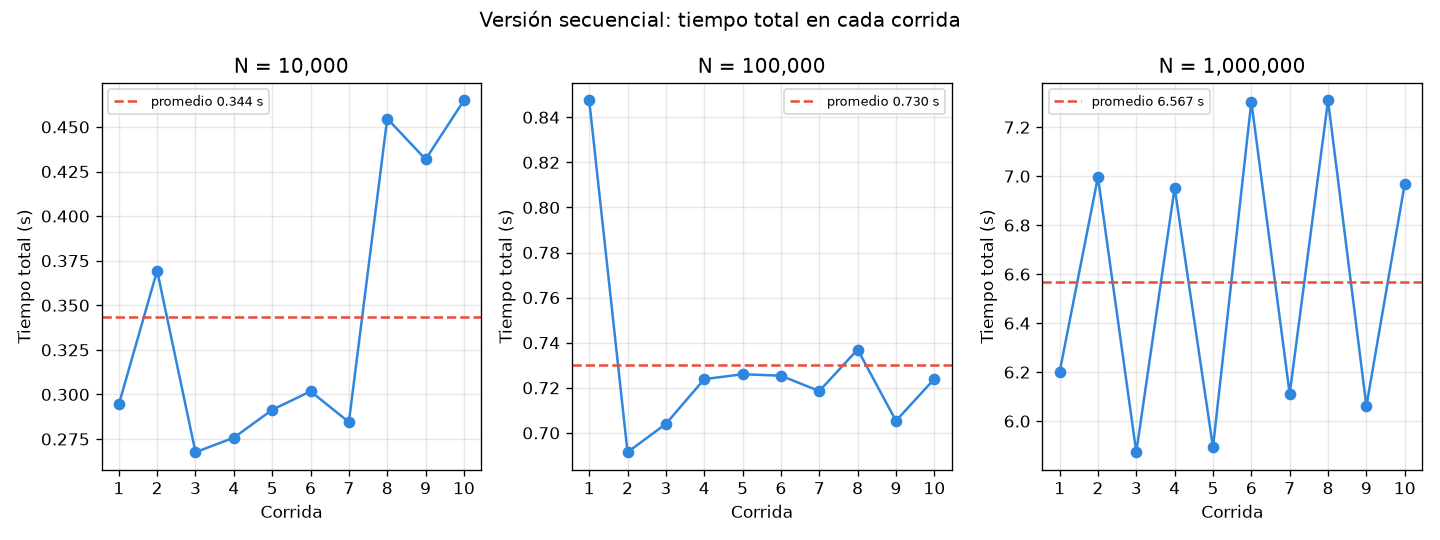 Versión secuencial: tiempo total en cada corrida
N = 10,000
promedio 0.344 s
0.450
0.425
0.400
0.375
0.350
0.325
0.300
0.275
Tiempo total (s)
1 2 3 4 5 6 7 8 9 10
Corrida
N = 100,000
promedio 0.730 s
0.84
0.82
0.80
0.78
0.76
0.74
0.72
0.70
Tiempo total (s)
1 2 3 4 5 6 7 8 9 10
Corrida
N = 1,000,000
promedio 6.567 s
7.2
7.0
6.8
6.6
6.4
6.2
6.0
Tiempo total (s)
1 2 3 4 5 6 7 8 9 10
Corrida